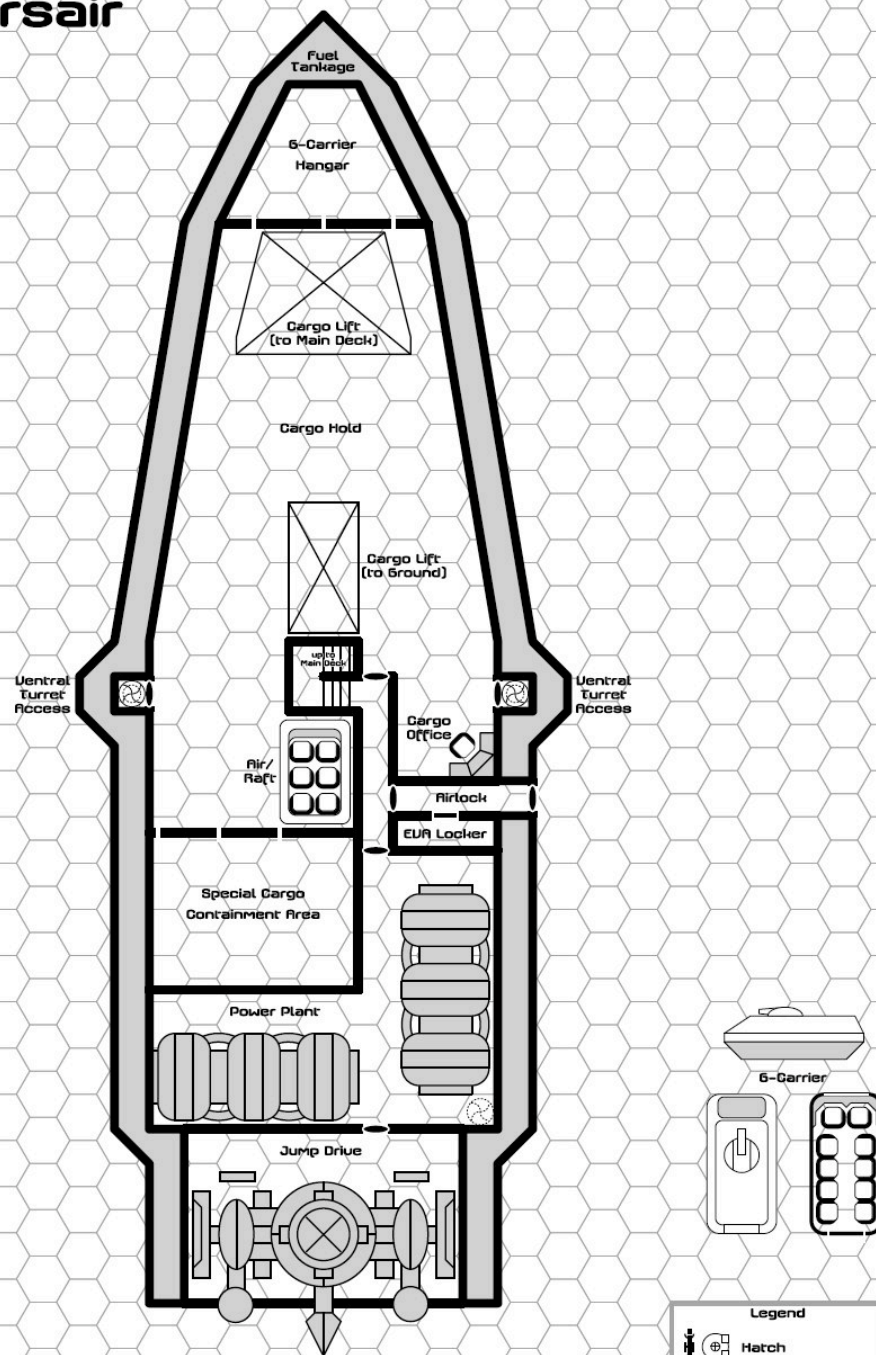 rsair
Fuel
Tankage
G-Carrier
Hangar
Cargo Lift
(to Main Deck)
Cargo Hold
Cargo Lift
(to Ground)
up to
Main Deck
Ventral
Turret
Access
Ventral
Turret
Access
Cargo
Office
Air/
Raft
Airlock
EVA Locker
Special Cargo
Containment Area
Power Plant
G-Carrier
Jump Drive
Legend
Hatch